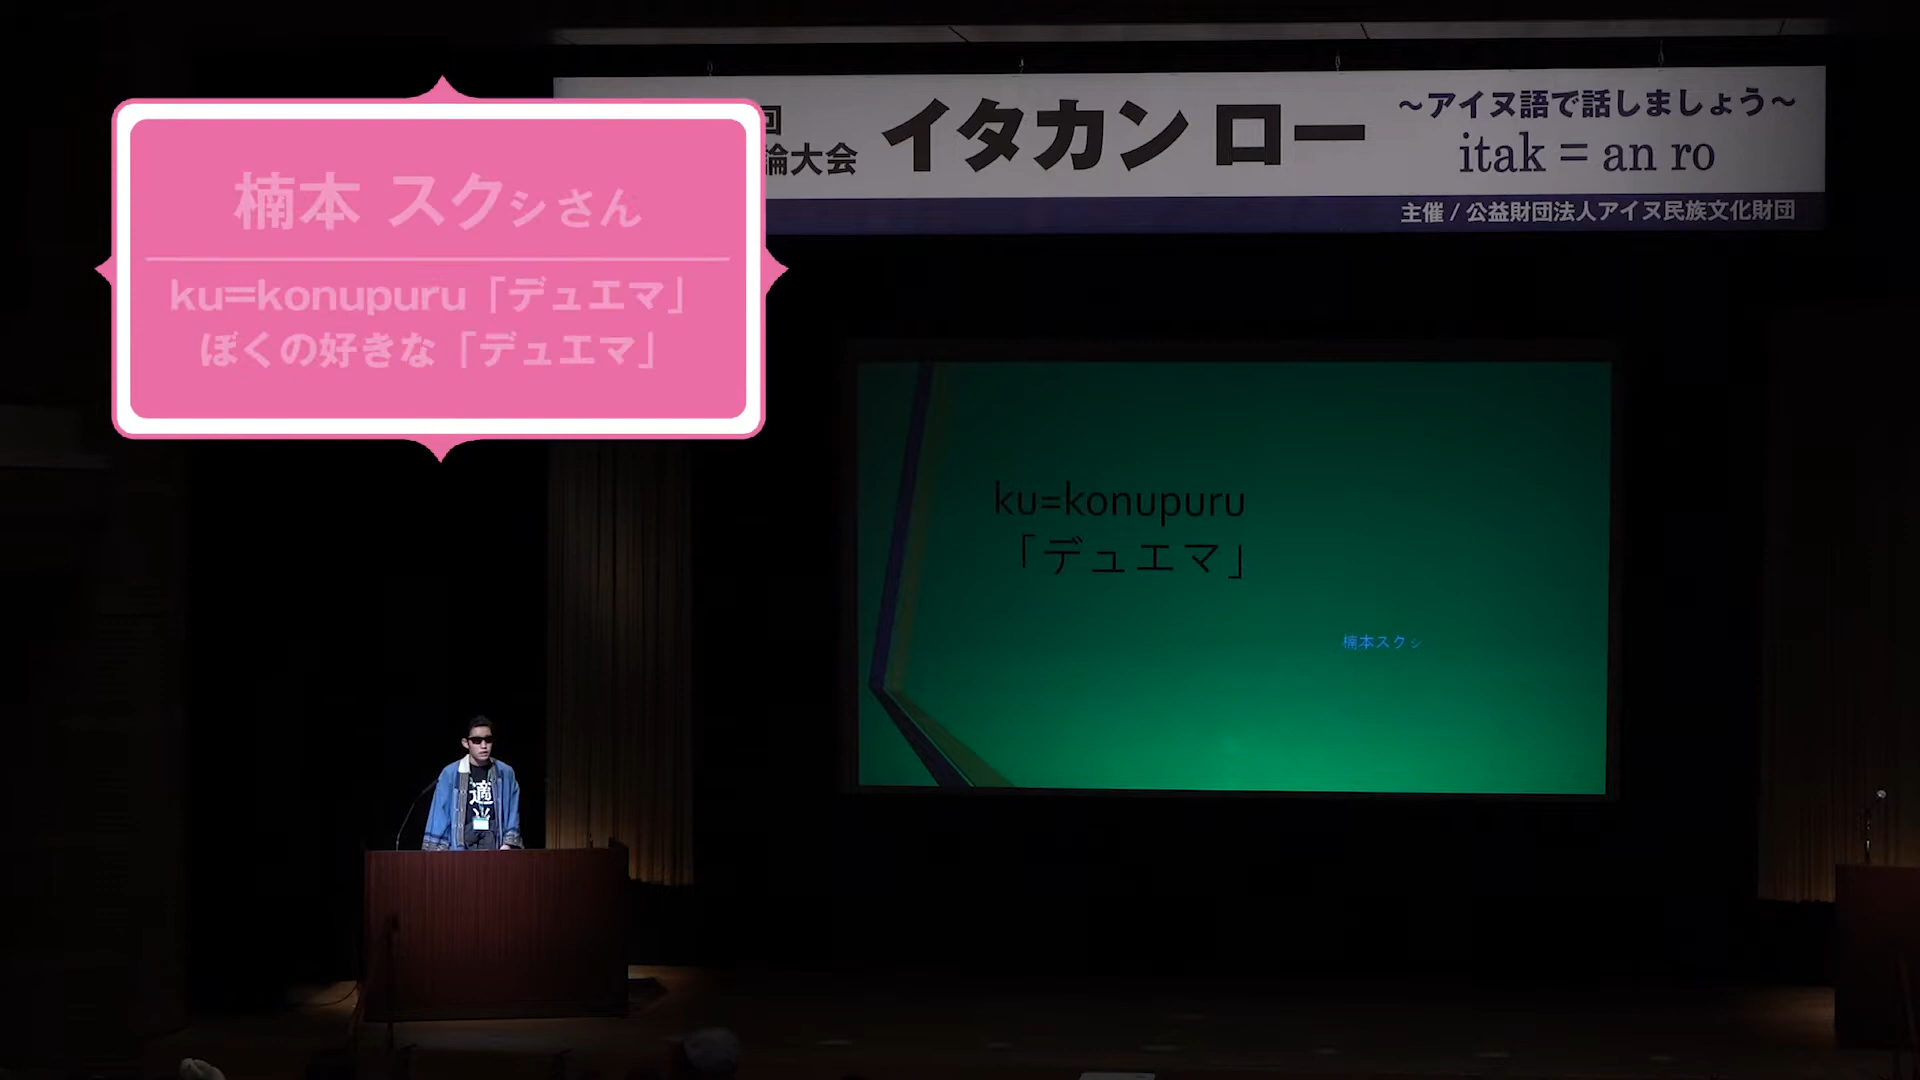 楠本 スクㇱさん
ku=konupuru「デュエマ」
ぼくの好きな「デュエマ」
回
論大会
イタカン ロー
～アイヌ語で話しましょう～
itak = an ro
主催 / 公益財団法人アイヌ民族文化財団
ku=konupuru
「デュエマ」
楠本スクㇱ
適